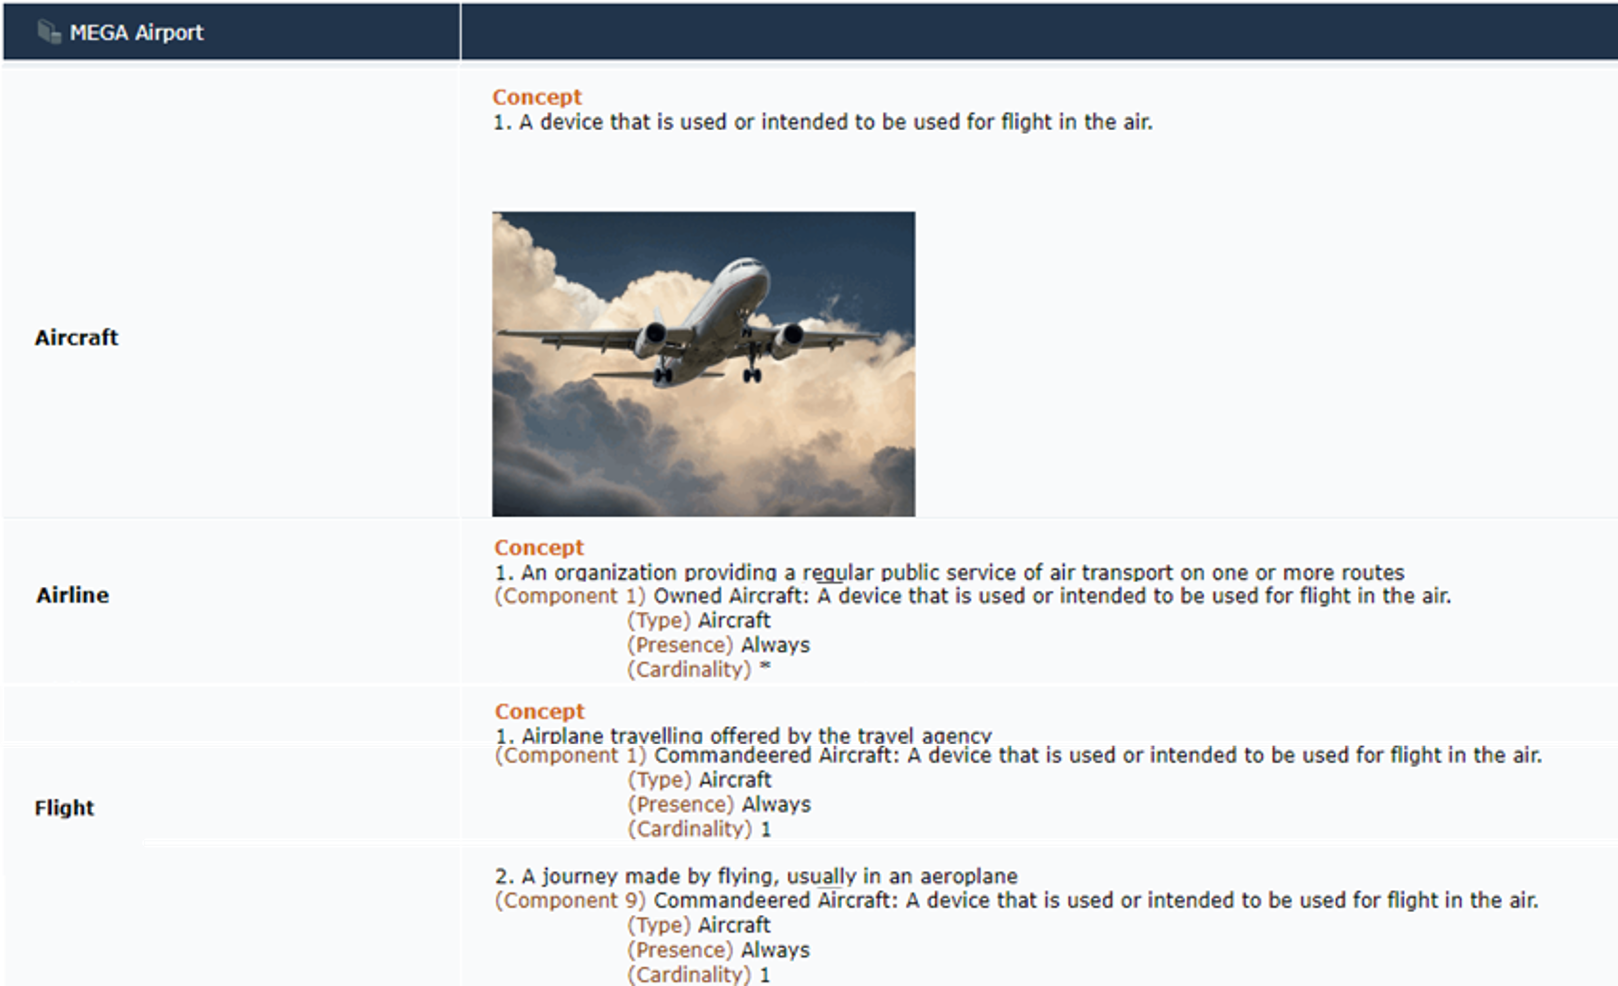 MEGA Airport
Concept
1. A device that is used or intended to be used for flight in the air.
Aircraft
Concept
1. An organization providing a regular public service of air transport on one or more routes
Airline
(Component 1) Owned Aircraft: A device that is used or intended to be used for flight in the air.
(Type) Aircraft
(Presence) Always
(Cardinality) *
Concept
1. Airplane travelling offered by the travel agency
(Component 1) Commandeered Aircraft: A device that is used or intended to be used for flight in the air.
(Type) Aircraft
(Presence) Always
Flight
(Cardinality) 1
2. A journey made by flying, usually in an aeroplane
(Component 9) Commandeered Aircraft: A device that is used or intended to be used for flight in the air.
(Type) Aircraft
(Presence) Always
(Cardinality) 1